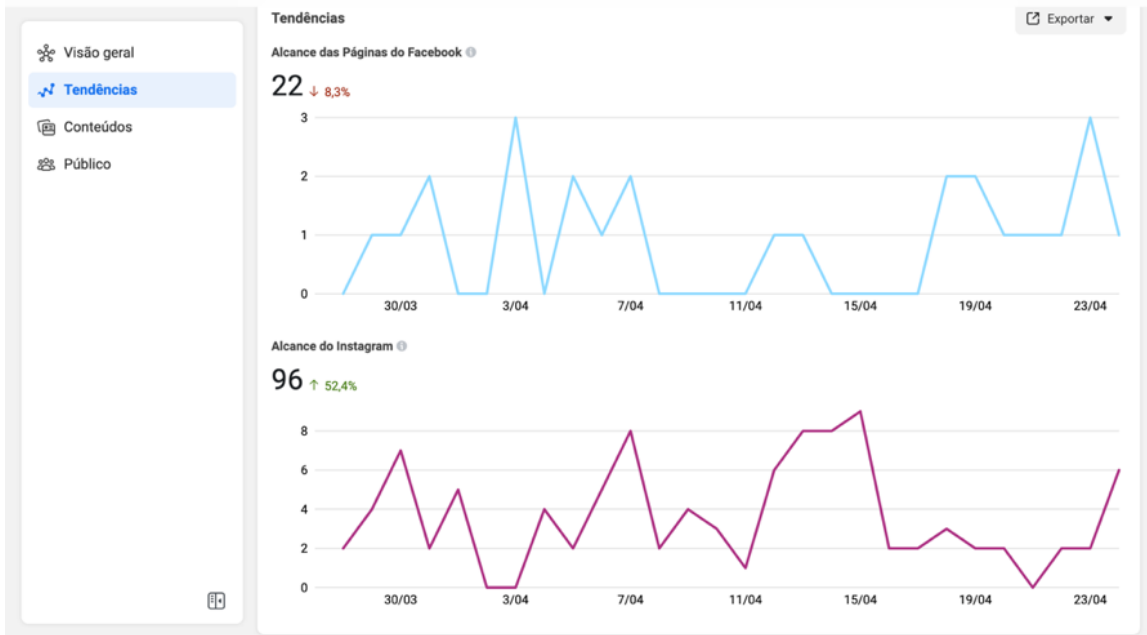 Visão geral
Tendências
Conteúdos
Público
Tendências
Exportar
Alcance das Páginas do Facebook
22 ↓ 8,3%
3
2
1
0
30/03 3/04 7/04 11/04 15/04 19/04 23/04
Alcance do Instagram
96 ↑ 52,4%
8
6
4
2
0
30/03 3/04 7/04 11/04 15/04 19/04 23/04